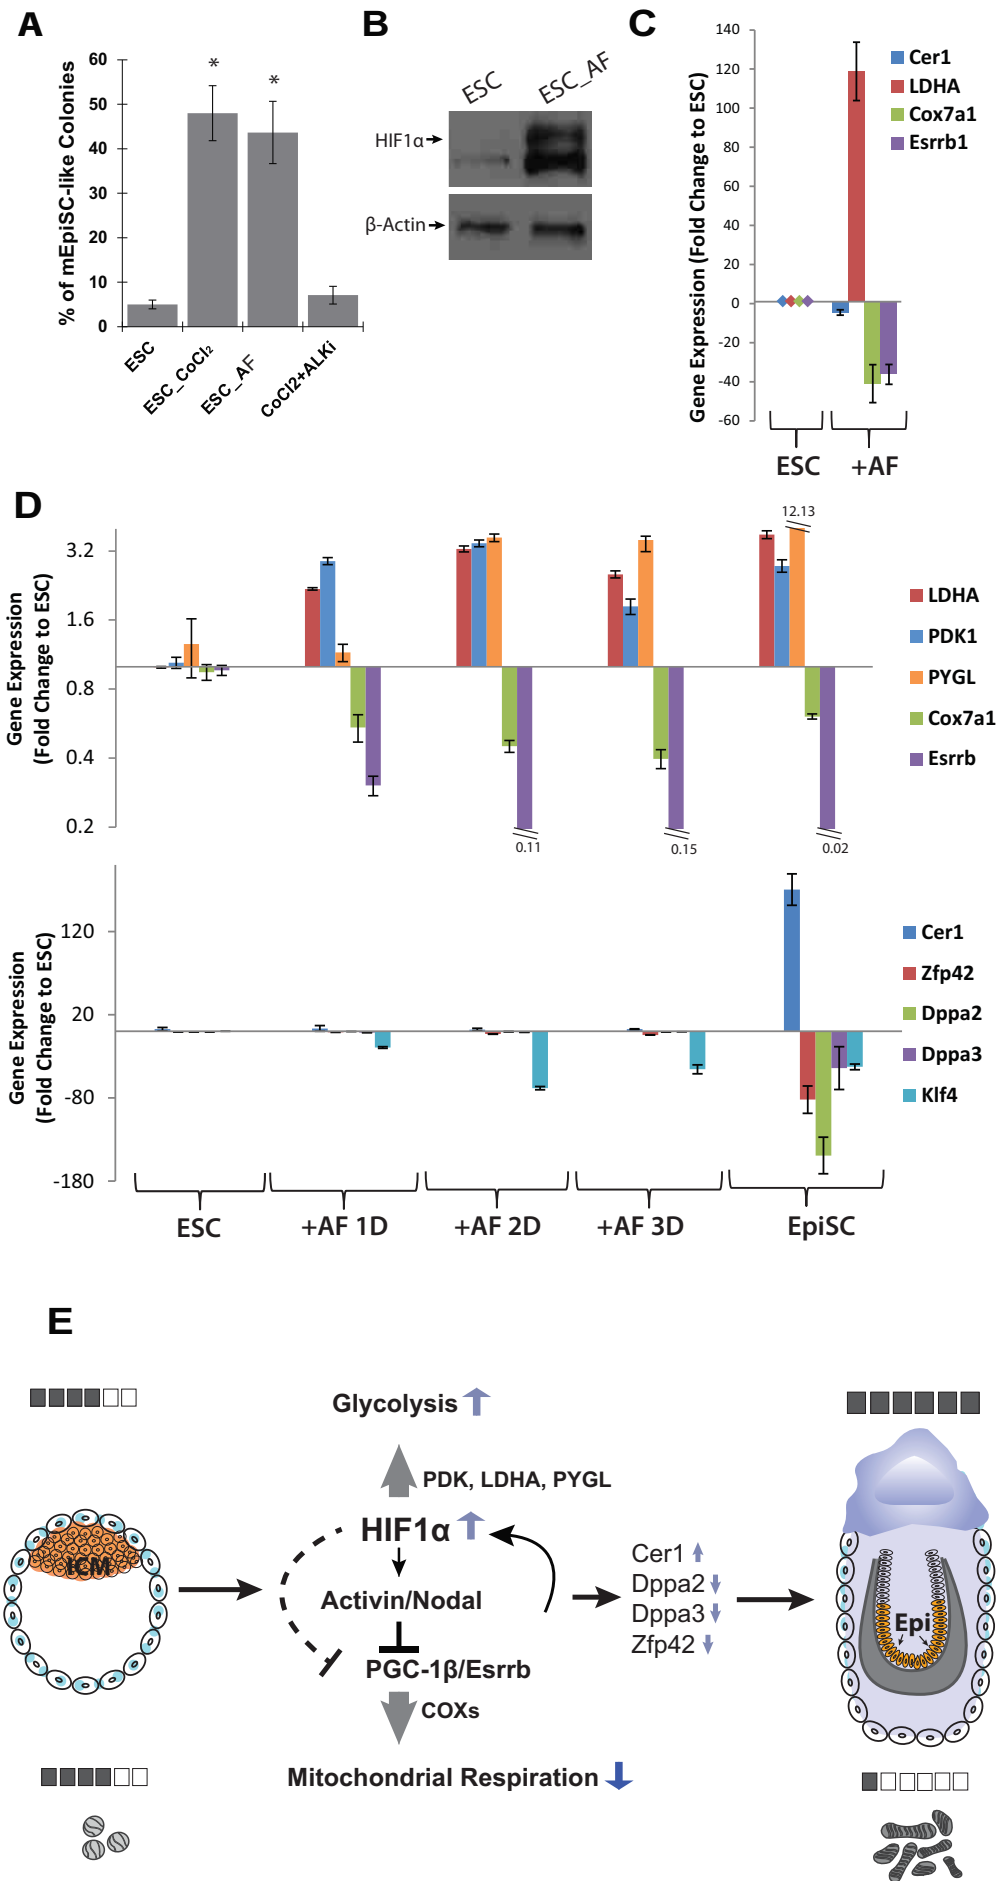 A
% of mEpiSC-like Colonies
60
50
40
30
20
10
0
*
*
ESC
ESC_CoCl₂
ESC_AF
CoCl2+ALKi
B
ESC
ESC_AF
HIF1α
β-Actin
C
Gene Expression (Fold Change to ESC)
140
120
100
80
60
40
20
0
-20
-40
-60
Cer1
LDHA
Cox7a1
Esrrb1
ESC
+AF
D
Gene Expression
(Fold Change to ESC)
3.2
1.6
0.8
0.4
0.2
12.13
0.11
0.15
0.02
LDHA
PDK1
PYGL
Cox7a1
Esrrb
Gene Expression
(Fold Change to ESC)
120
20
-80
-180
Cer1
Zfp42
Dppa2
Dppa3
Klf4
ESC
+AF 1D
+AF 2D
+AF 3D
EpiSC
E
Glycolysis
PDK, LDHA, PYGL
HIF1α
Activin/Nodal
PGC-1β/Esrrb
COXs
Mitochondrial Respiration
ICM
Cer1
Dppa2
Dppa3
Zfp42
Epi